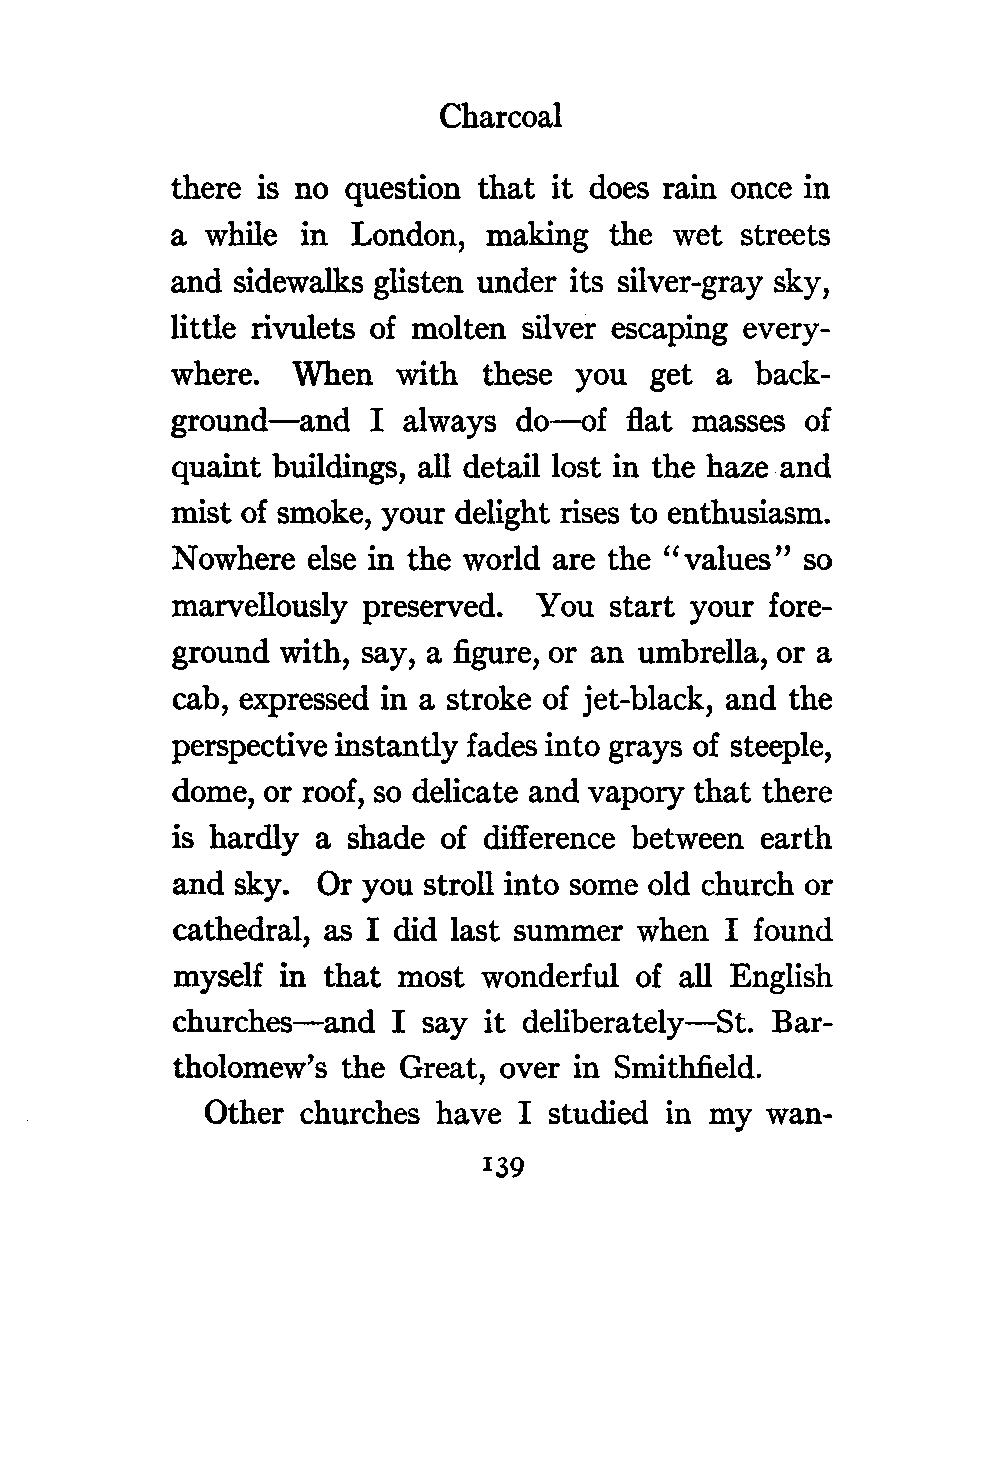 Charcoal
there is no question that it does rain once in
a while in London, making the wet streets
and sidewalks glisten under its silver-gray sky,
little rivulets of molten silver escaping every-
where. When with these you get a back-
ground—and I always do—of flat masses of
quaint buildings, all detail lost in the haze and
mist of smoke, your delight rises to enthusiasm.
Nowhere else in the world are the “values” so
marvellously preserved. You start your fore-
ground with, say, a figure, or an umbrella, or a
cab, expressed in a stroke of jet-black, and the
perspective instantly fades into grays of steeple,
dome, or roof, so delicate and vapory that there
is hardly a shade of difference between earth
and sky. Or you stroll into some old church or
cathedral, as I did last summer when I found
myself in that most wonderful of all English
churches—and I say it deliberately—St. Bar-
tholomew’s the Great, over in Smithfield.
Other churches have I studied in my wan-
139